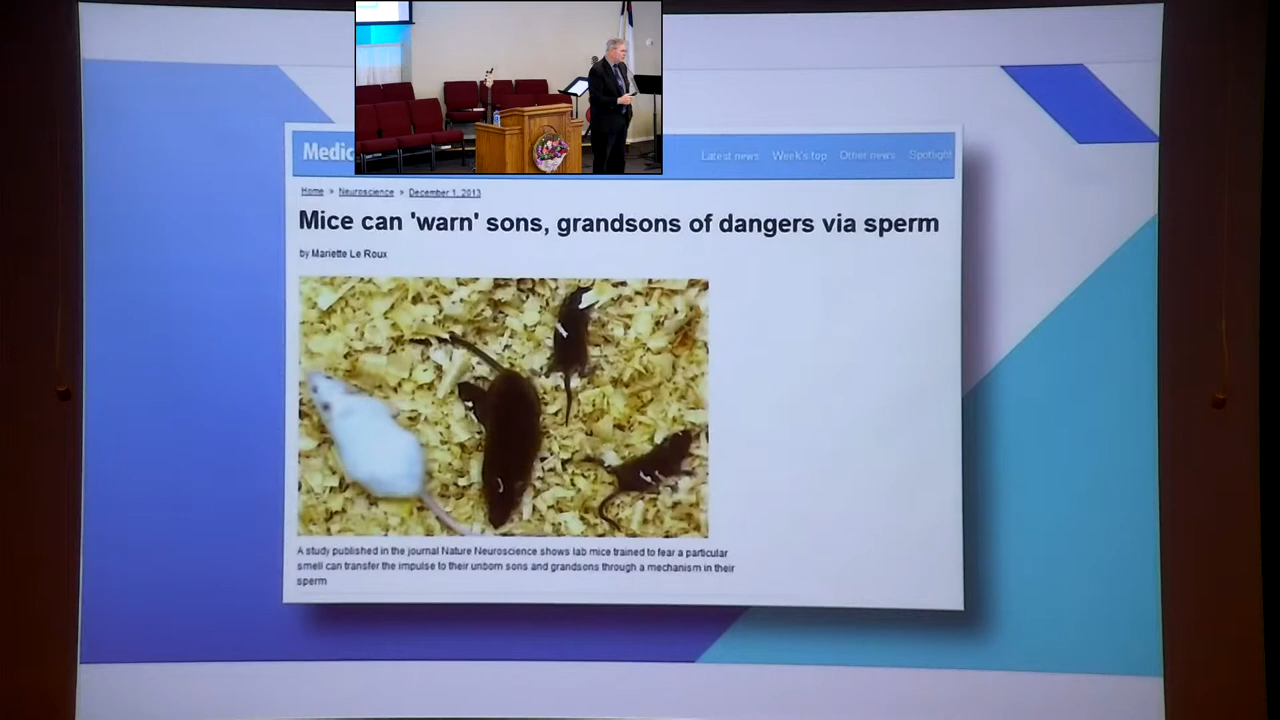 Latest news Week's top Other news Spotlight
Home » Neuroscience » December 1, 2013
Mice can 'warn' sons, grandsons of dangers via sperm
by Mariette Le Roux
A study published in the journal Nature Neuroscience shows lab mice trained to fear a particular
smell can transfer the impulse to their unborn sons and grandsons through a mechanism in their
sperm